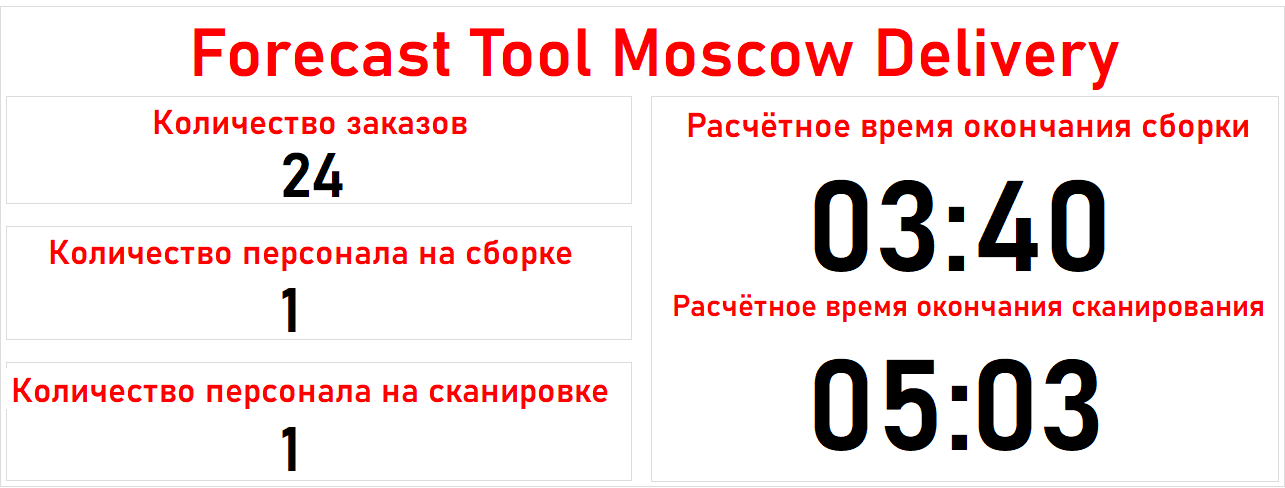 Forecast Tool Moscow Delivery
Количество заказов
24
Количество персонала на сборке
1
Количество персонала на сканировке
1
Расчётное время окончания сборки
03:40
Расчётное время окончания сканирования
05:03